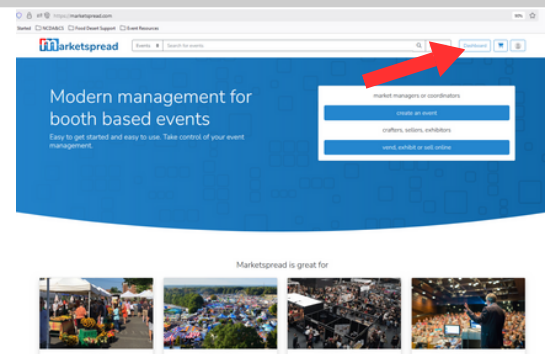 https://marketspread.com
90%
Started
NCDA&CS
Food Desert Support
Event Resources
Marketspread
Events
Search for events
Dashboard
Modern management for
booth based events
Easy to get started and easy to use. Take control of your event
management.
market managers or coordinators
create an event
crafters, sellers, exhibitors
vend, exhibit or sell online
Marketspread is great for